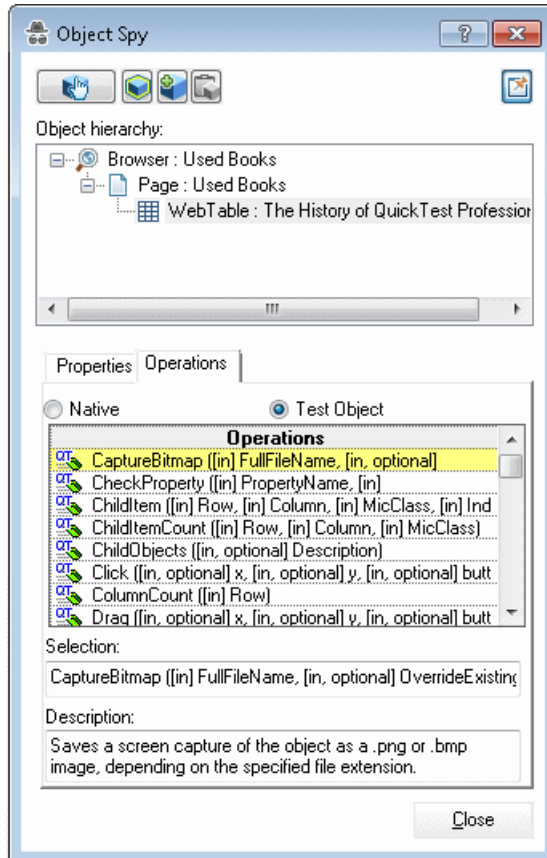 Object Spy
Object hierarchy:
Browser : Used Books
Page : Used Books
WebTable : The History of QuickTest Profession
Properties Operations
Native Test Object
Operations
CaptureBitmap ([in] FullFileName, [in, optional]
CheckProperty ([in] PropertyName, [in]
ChildItem ([in] Row, [in] Column, [in] MicClass, [in] Ind
ChildItemCount ([in] Row, [in] Column, [in] MicClass)
ChildObjects ([in, optional] Description)
Click ([in, optional] x, [in, optional] y, [in, optional] butt
ColumnCount ([in] Row)
Drag ([in, optional] x, [in, optional] y, [in, optional] butt
Selection:
CaptureBitmap ([in] FullFileName, [in, optional] OverrideExisting
Description:
Saves a screen capture of the object as a .png or .bmp
image, depending on the specified file extension.
Close